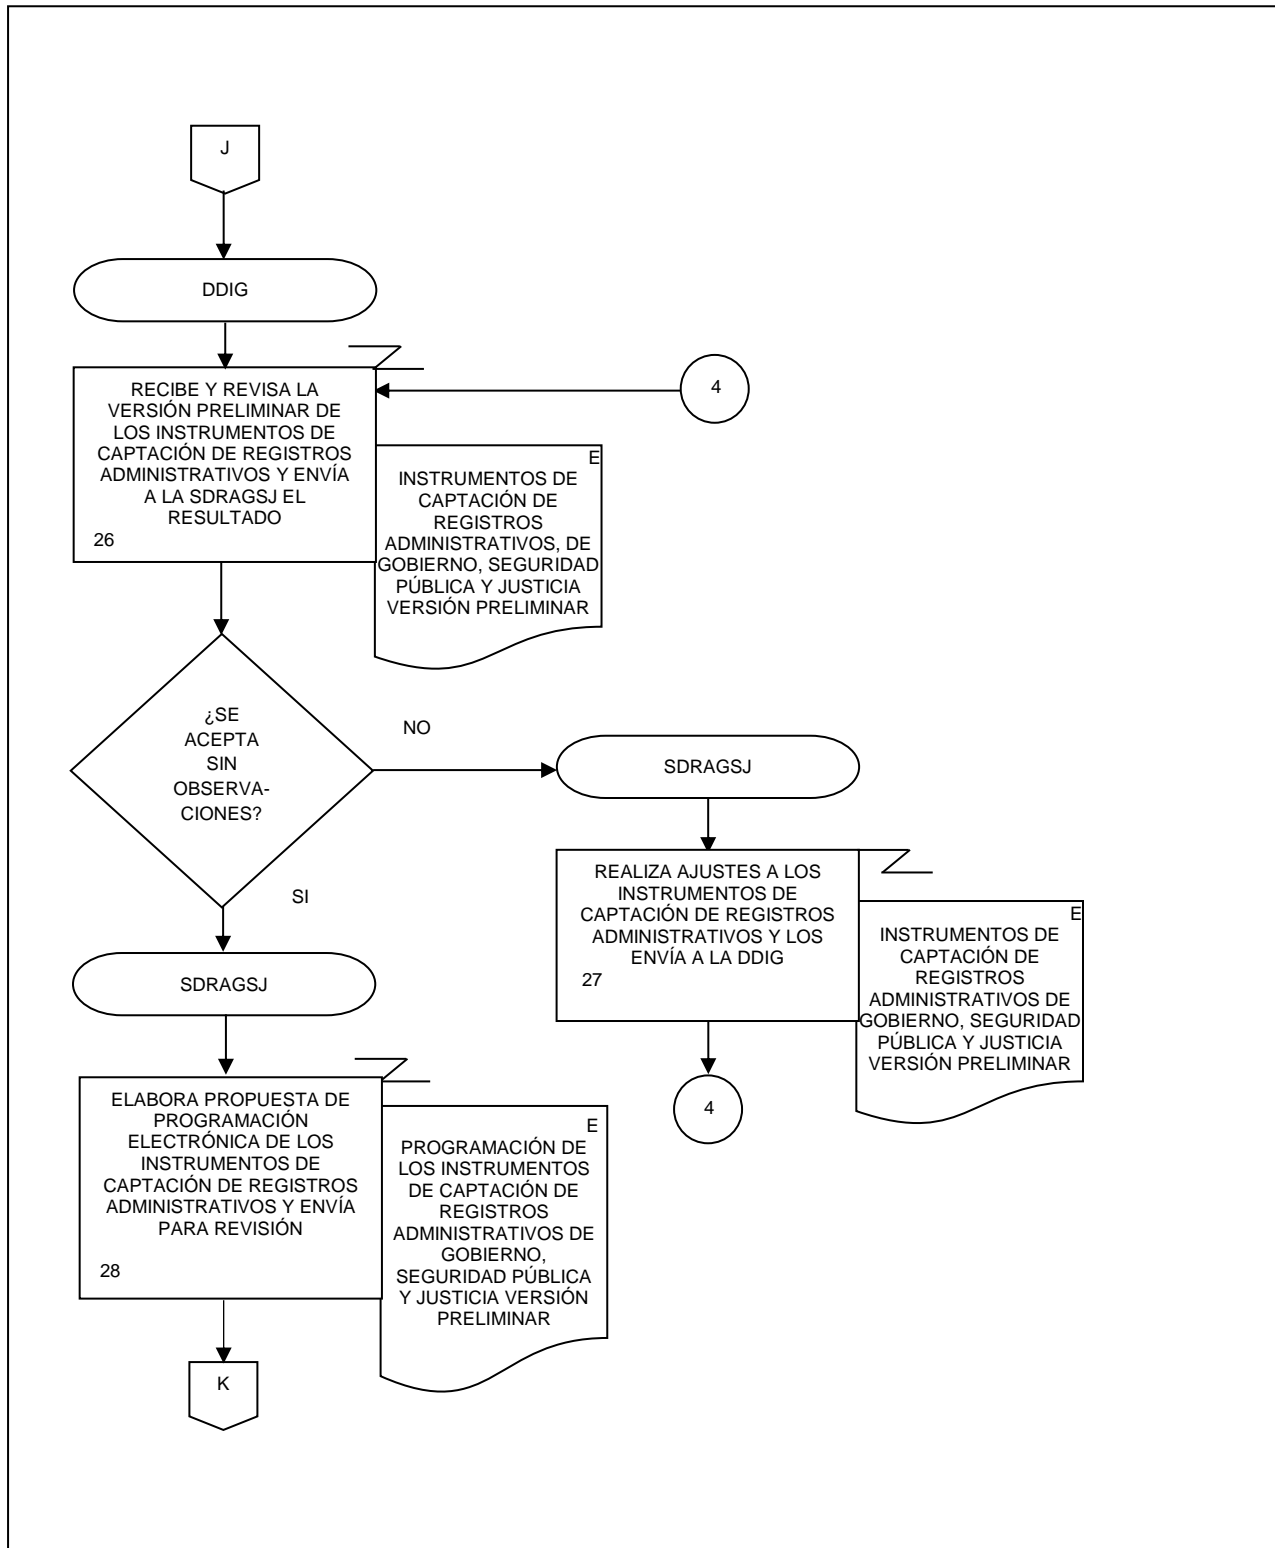 J
DDIG
RECIBE Y REVISA LA
VERSIÓN PRELIMINAR DE
LOS INSTRUMENTOS DE
CAPTACIÓN DE REGISTROS
ADMINISTRATIVOS Y ENVÍA
A LA SDRAGSJ EL
RESULTADO
26
4
E
INSTRUMENTOS DE
CAPTACIÓN DE
REGISTROS
ADMINISTRATIVOS, DE
GOBIERNO, SEGURIDAD
PÚBLICA Y JUSTICIA
VERSIÓN PRELIMINAR
¿SE
ACEPTA
SIN
OBSERVA-
CIONES?
NO
SI
SDRAGSJ
REALIZA AJUSTES A LOS
INSTRUMENTOS DE
CAPTACIÓN DE REGISTROS
ADMINISTRATIVOS Y LOS
ENVÍA A LA DDIG
27
E
INSTRUMENTOS DE
CAPTACIÓN DE
REGISTROS
ADMINISTRATIVOS DE
GOBIERNO, SEGURIDAD
PÚBLICA Y JUSTICIA
VERSIÓN PRELIMINAR
4
SDRAGSJ
ELABORA PROPUESTA DE
PROGRAMACIÓN
ELECTRÓNICA DE LOS
INSTRUMENTOS DE
CAPTACIÓN DE REGISTROS
ADMINISTRATIVOS Y ENVÍA
PARA REVISIÓN
28
E
PROGRAMACIÓN DE
LOS INSTRUMENTOS
DE CAPTACIÓN DE
REGISTROS
ADMINISTRATIVOS DE
GOBIERNO,
SEGURIDAD PÚBLICA
Y JUSTICIA VERSIÓN
PRELIMINAR
K